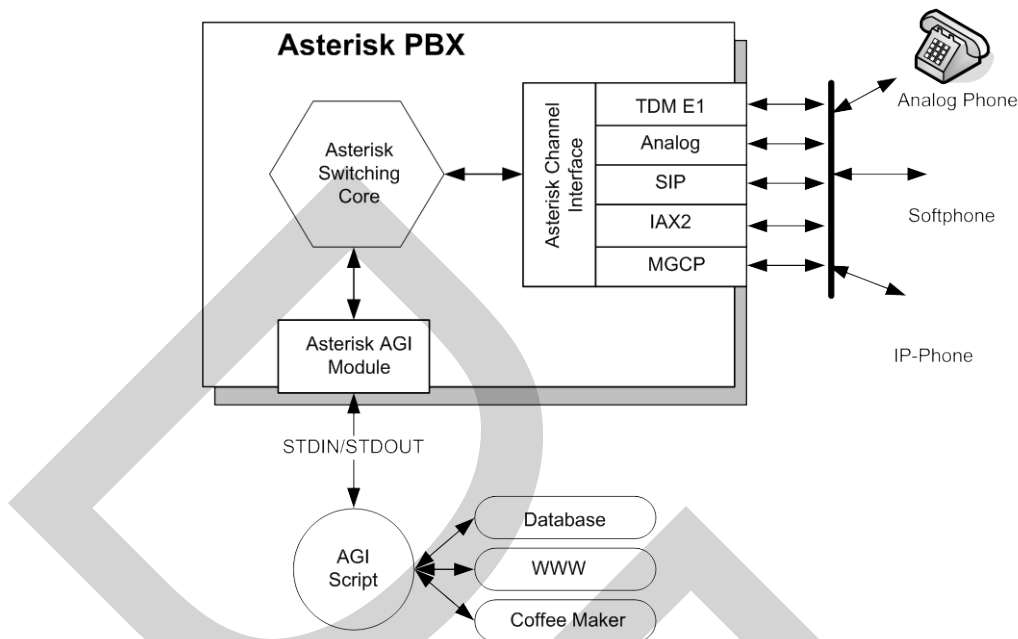 Asterisk PBX
Asterisk
Switching
Core
Asterisk Channel
Interface
TDM E1
Analog
SIP
IAX2
MGCP
Analog Phone
Softphone
IP-Phone
Asterisk AGI
Module
STDIN/STDOUT
AGI
Script
Database
WWW
Coffee Maker